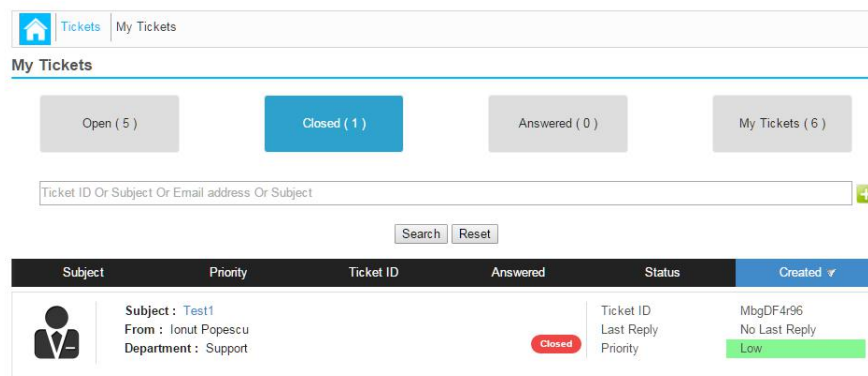 Tickets My Tickets
My Tickets
Open ( 5 ) Closed ( 1 ) Answered ( 0 ) My Tickets ( 6 )
Ticket ID Or Subject Or Email address Or Subject
Search Reset
Subject Priority Ticket ID Answered Status Created
Subject : Test1
From : Ionut Popescu
Department : Support
Closed
Ticket ID MbgDF4r96
Last Reply No Last Reply
Priority Low